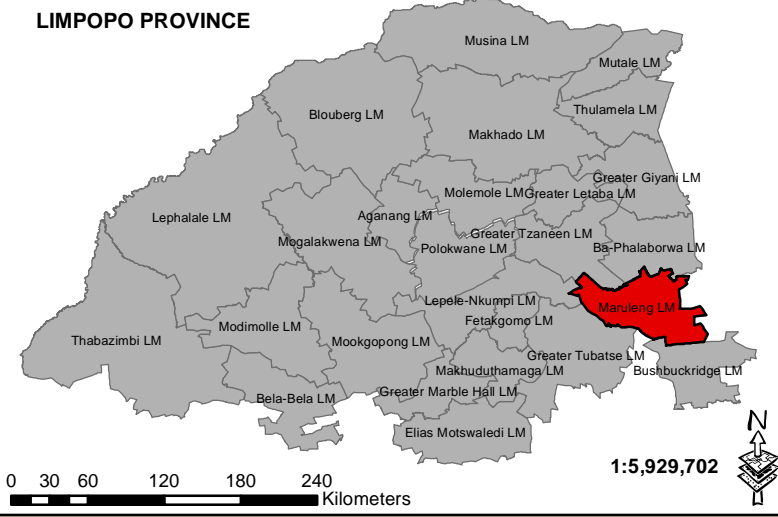 LIMPOPO PROVINCE
Musina LM
Mutale LM
Blouberg LM
Thulamela LM
Makhado LM
Greater Giyani LM
Molemole LM
Greater Letaba LM
Lephalale LM
Aganang LM
Mogalakwena LM
Polokwane LM
Greater Tzaneen LM
Ba-Phalaborwa LM
Lepele-Nkumpi LM
Maruleng LM
Fetakgomo LM
Modimolle LM
Thabazimbi LM
Mookgopong LM
Greater Tubatse LM
Makhuduthamaga LM
Bushbuckridge LM
Bela-Bela LM
Greater Marble Hall LM
Elias Motswaledi LM
N
1:5,929,702
0 30 60 120 180 240
Kilometers